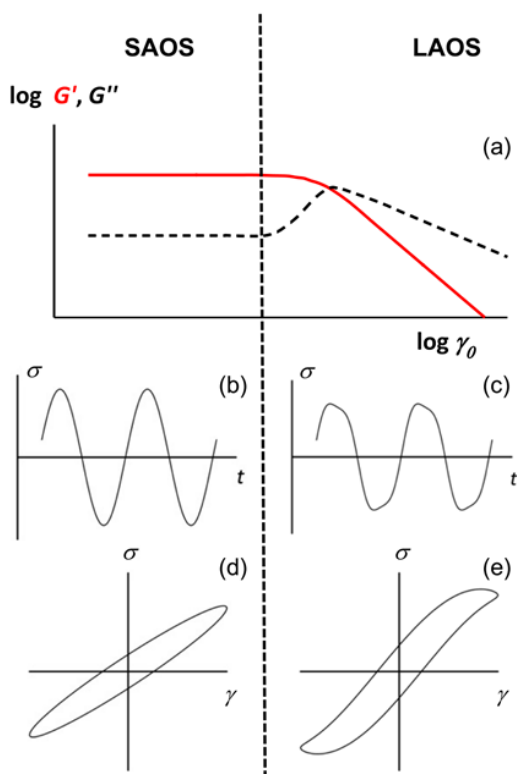 SAOS LAOS
log G', G''
(a)
log γ₀
σ (b) σ (c)
t t
σ (d) σ (e)
γ γ